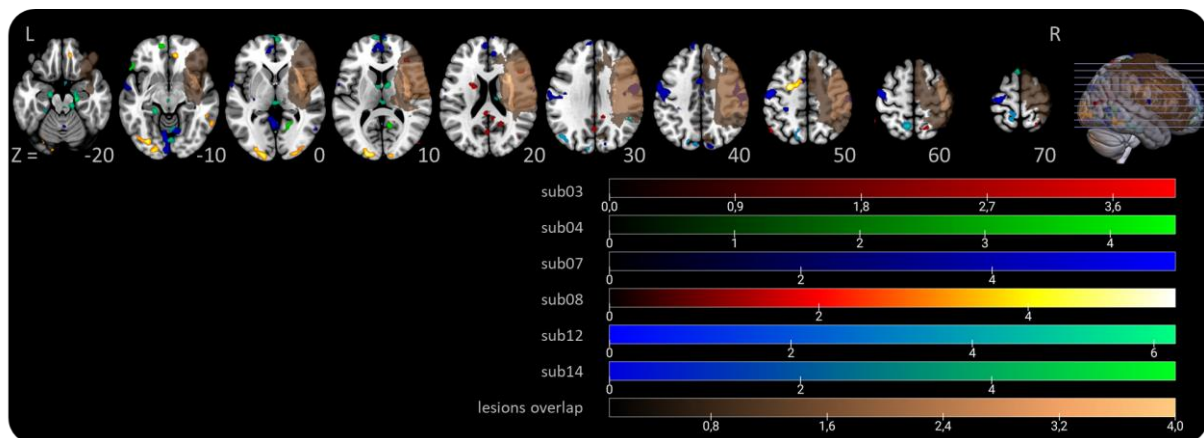 L R
Z = -20 -10 0 10 20 30 40 50 60 70
sub03
0,0 0,9 1,8 2,7 3,6
sub04
0 1 2 3 4
sub07
0 2 4
sub08
0 2 4
sub12
0 2 4 6
sub14
0 2 4
lesions overlap
0,8 1,6 2,4 3,2 4,0